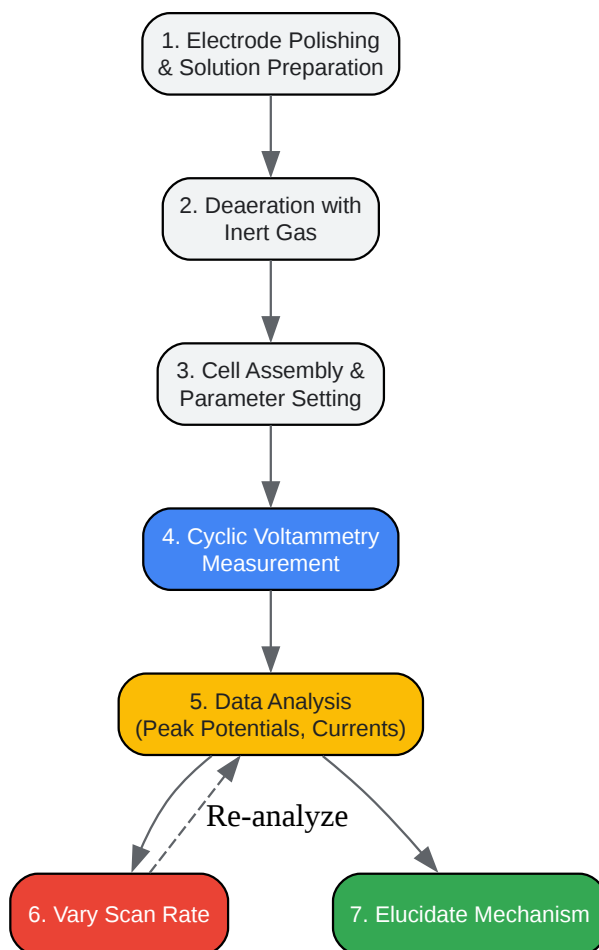 1. Electrode Polishing
& Solution Preparation
2. Deaeration with
Inert Gas
3. Cell Assembly &
Parameter Setting
4. Cyclic Voltammetry
Measurement
5. Data Analysis
(Peak Potentials, Currents)
Re-analyze
6. Vary Scan Rate
7. Elucidate Mechanism